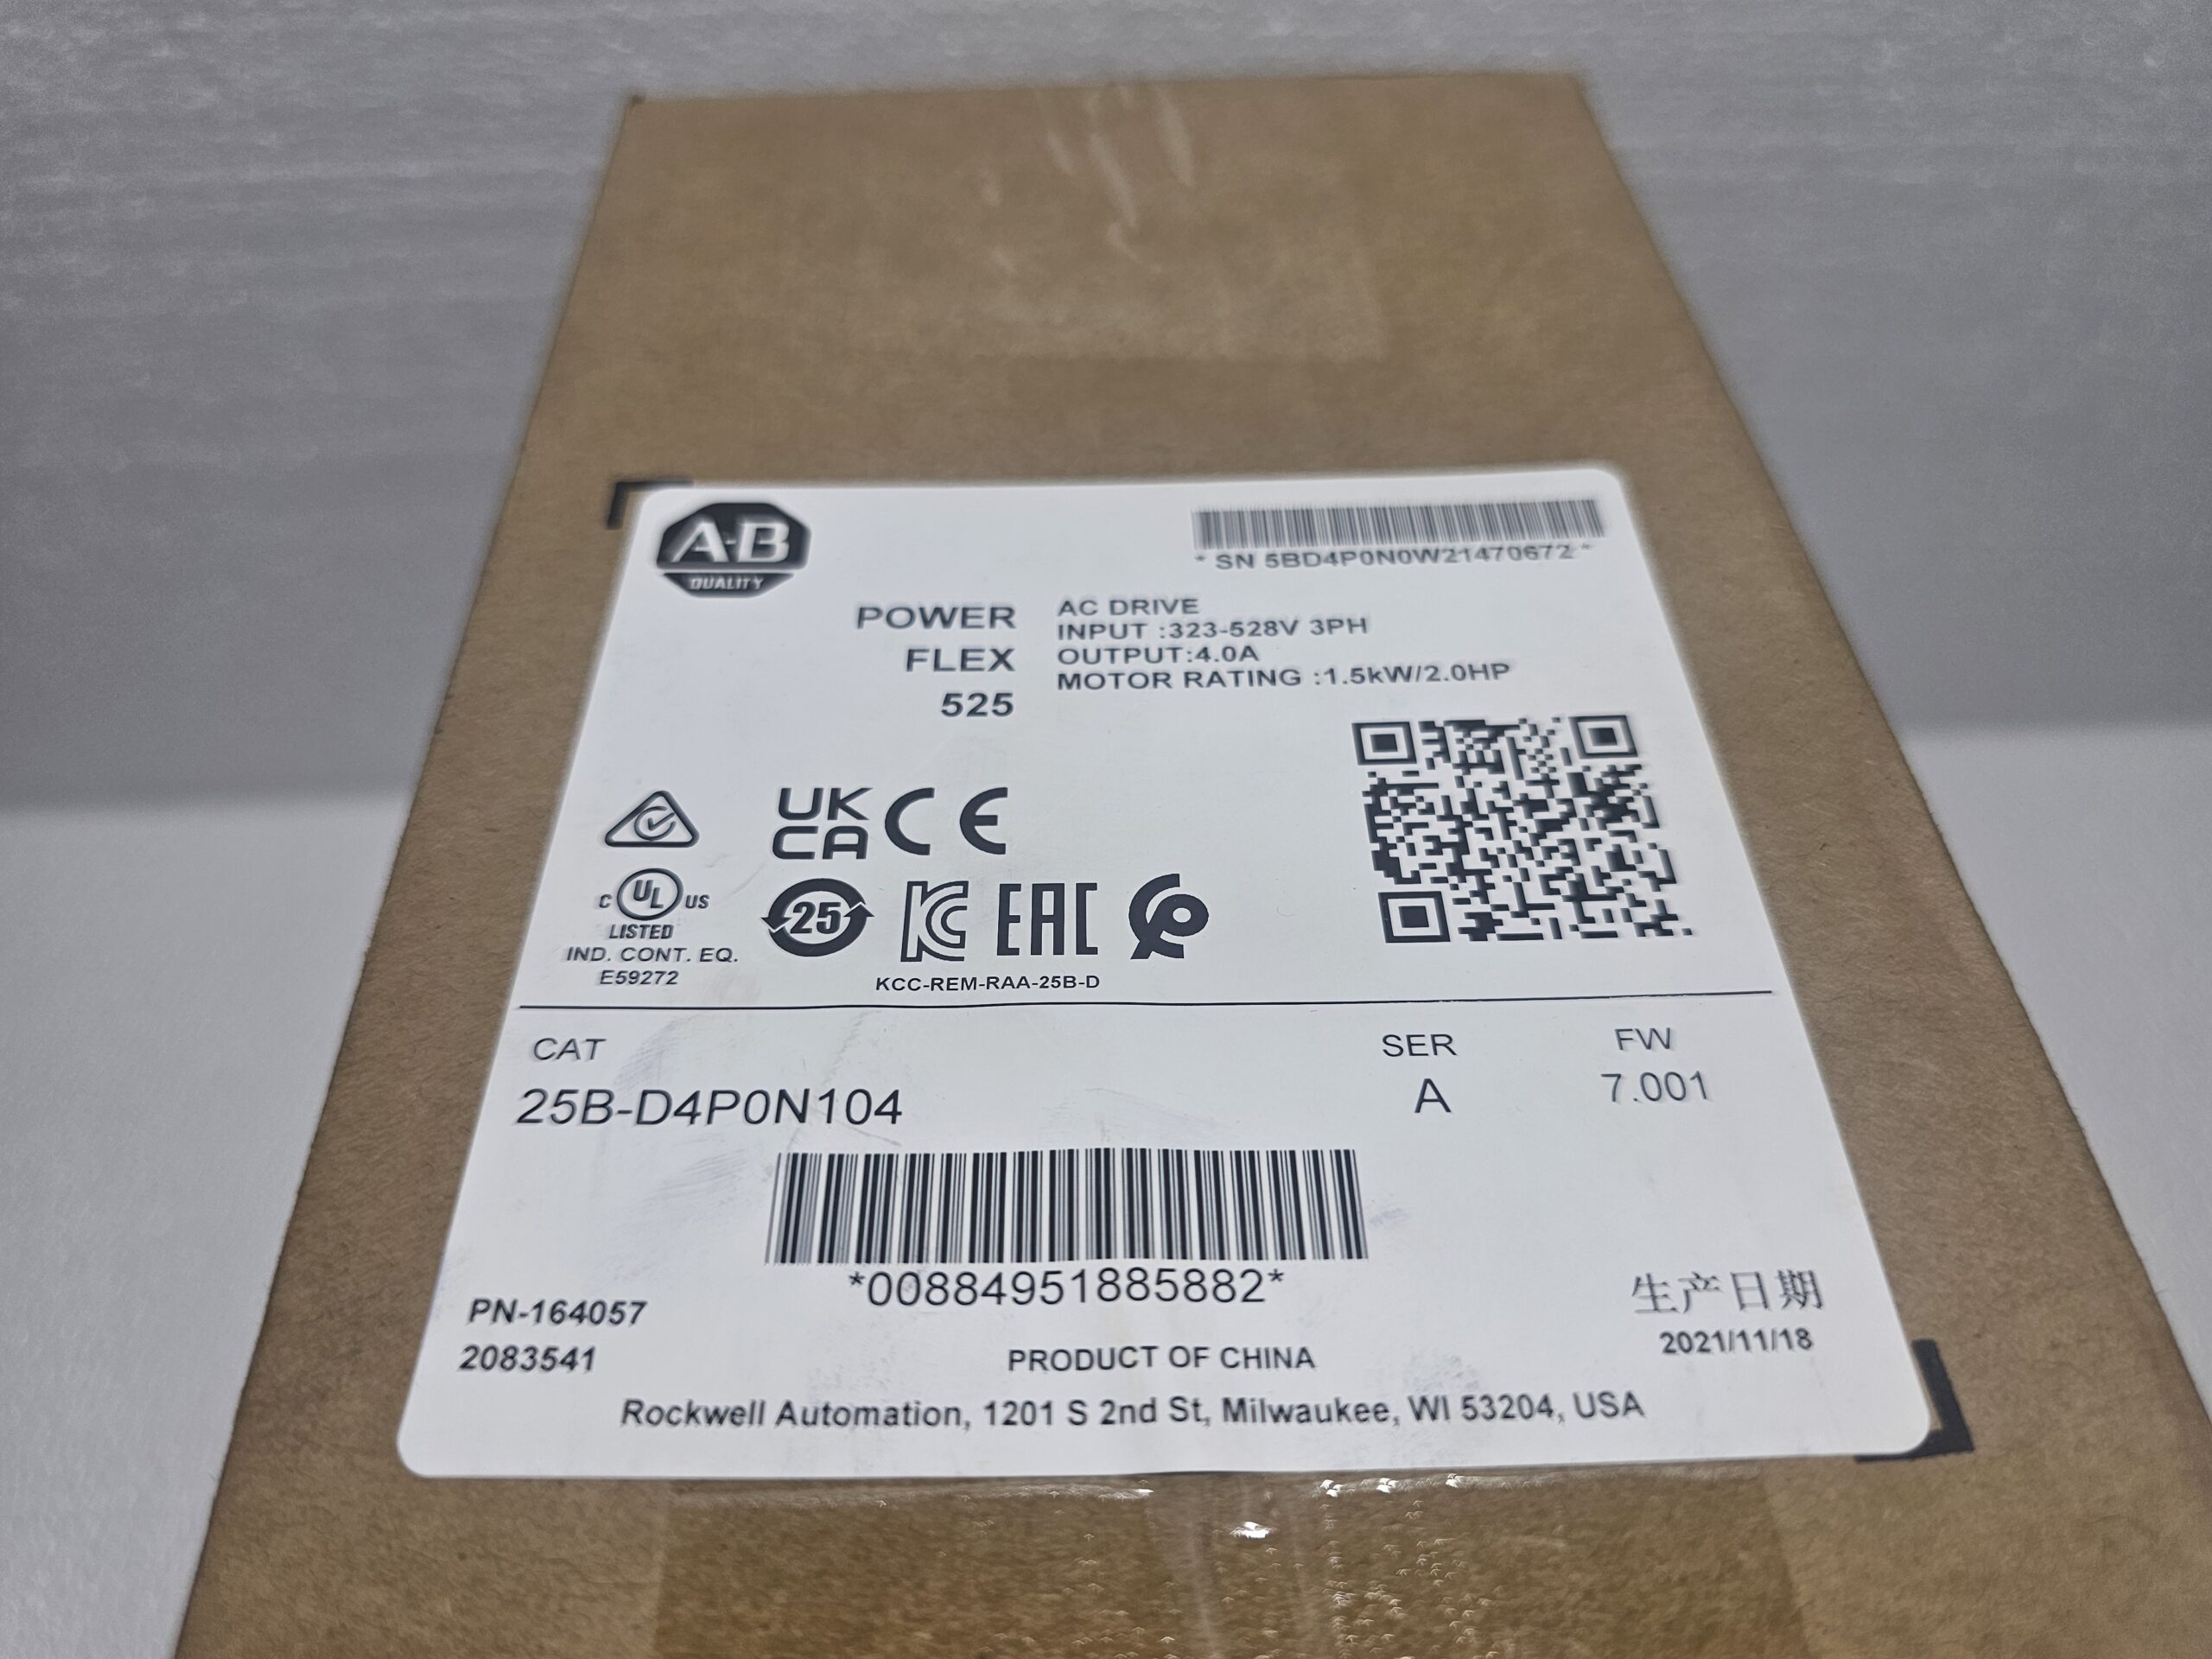 A-B
QUALITY
* SN 5BD4P0N0W21470672 *
POWER
FLEX
525
AC DRIVE
INPUT :323-528V 3PH
OUTPUT:4.0A
MOTOR RATING :1.5kW/2.0HP
UK
CA
CE
C UL US
LISTED
IND. CONT. EQ.
E59272
25
KC
EAC
KCC-REM-RAA-25B-D
CAT
25B-D4P0N104
SER
A
FW
7.001
*00884951885882*
PN-164057
2083541
PRODUCT OF CHINA
生产日期
2021/11/18
Rockwell Automation, 1201 S 2nd St, Milwaukee, WI 53204, USA